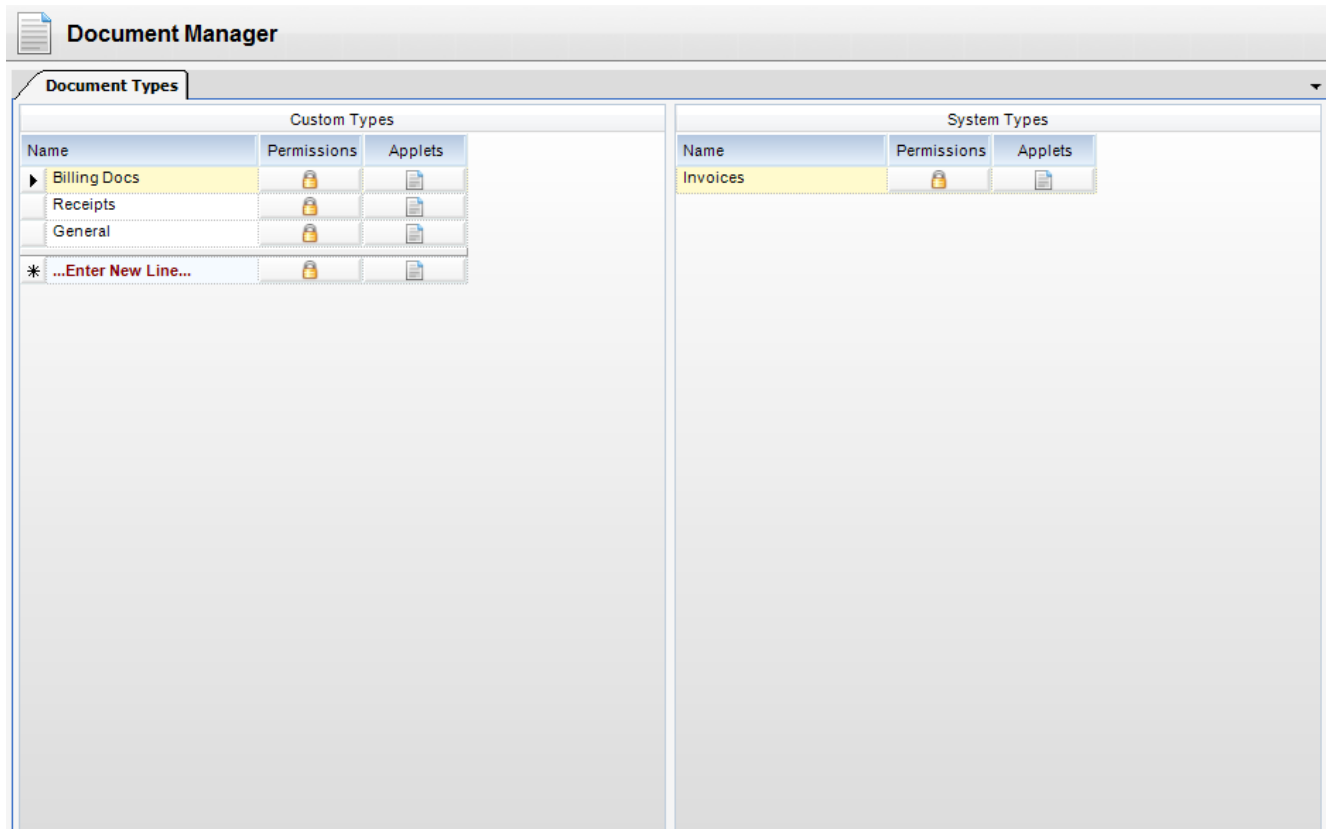 Document Manager
Document Types
Custom Types
Name Permissions Applets
Billing Docs
Receipts
General
...Enter New Line...
System Types
Name Permissions Applets
Invoices